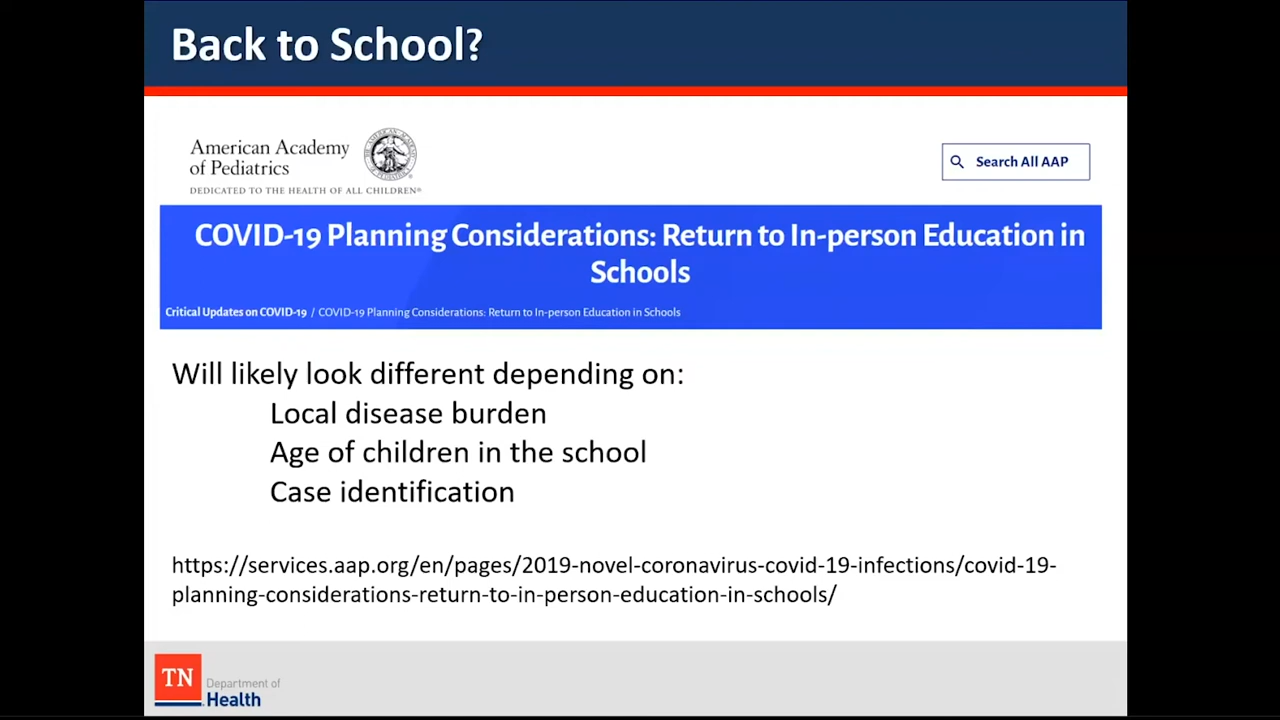 Back to School?
American Academy
of Pediatrics
DEDICATED TO THE HEALTH OF ALL CHILDREN®
Search All AAP
COVID-19 Planning Considerations: Return to In-person Education in
Schools
Critical Updates on COVID-19 / COVID-19 Planning Considerations: Return to In-person Education in Schools
Will likely look different depending on:
Local disease burden
Age of children in the school
Case identification
https://services.aap.org/en/pages/2019-novel-coronavirus-covid-19-infections/covid-19-
planning-considerations-return-to-in-person-education-in-schools/
TN
Department of
Health